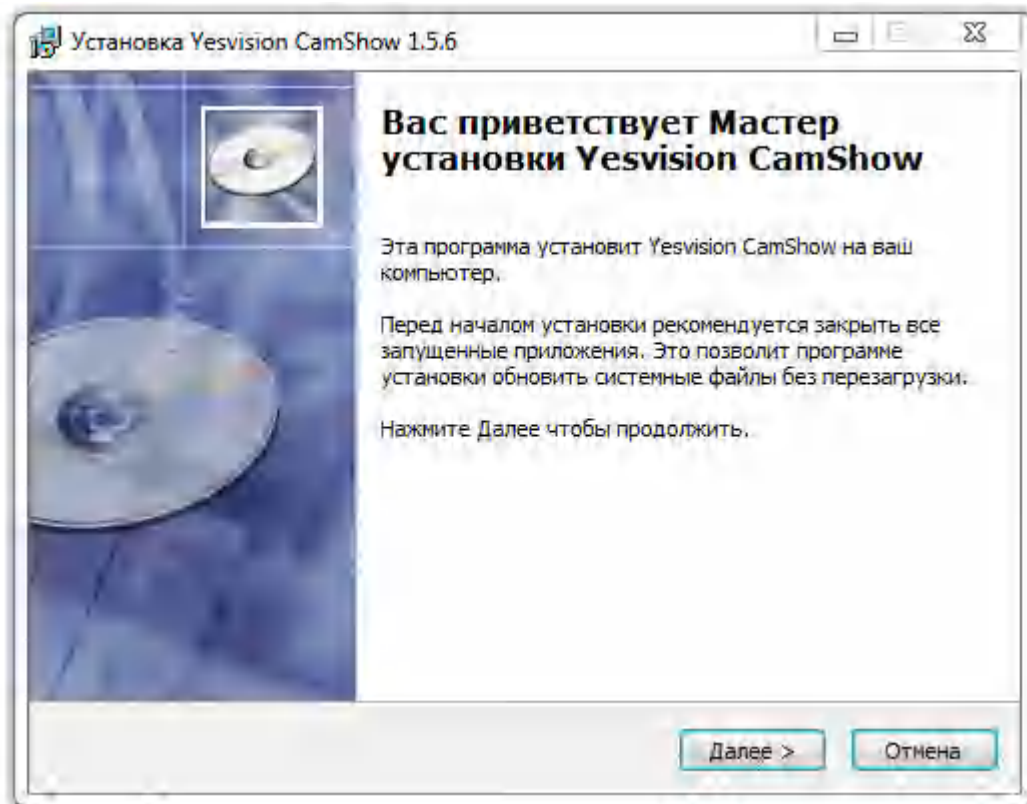 Установка Yesvision CamShow 1.5.6
Вас приветствует Мастер
установки Yesvision CamShow
Эта программа установит Yesvision CamShow на ваш
компьютер.
Перед началом установки рекомендуется закрыть все
запущенные приложения. Это позволит программе
установки обновить системные файлы без перезагрузки.
Нажмите Далее чтобы продолжить.
Далее >
Отмена